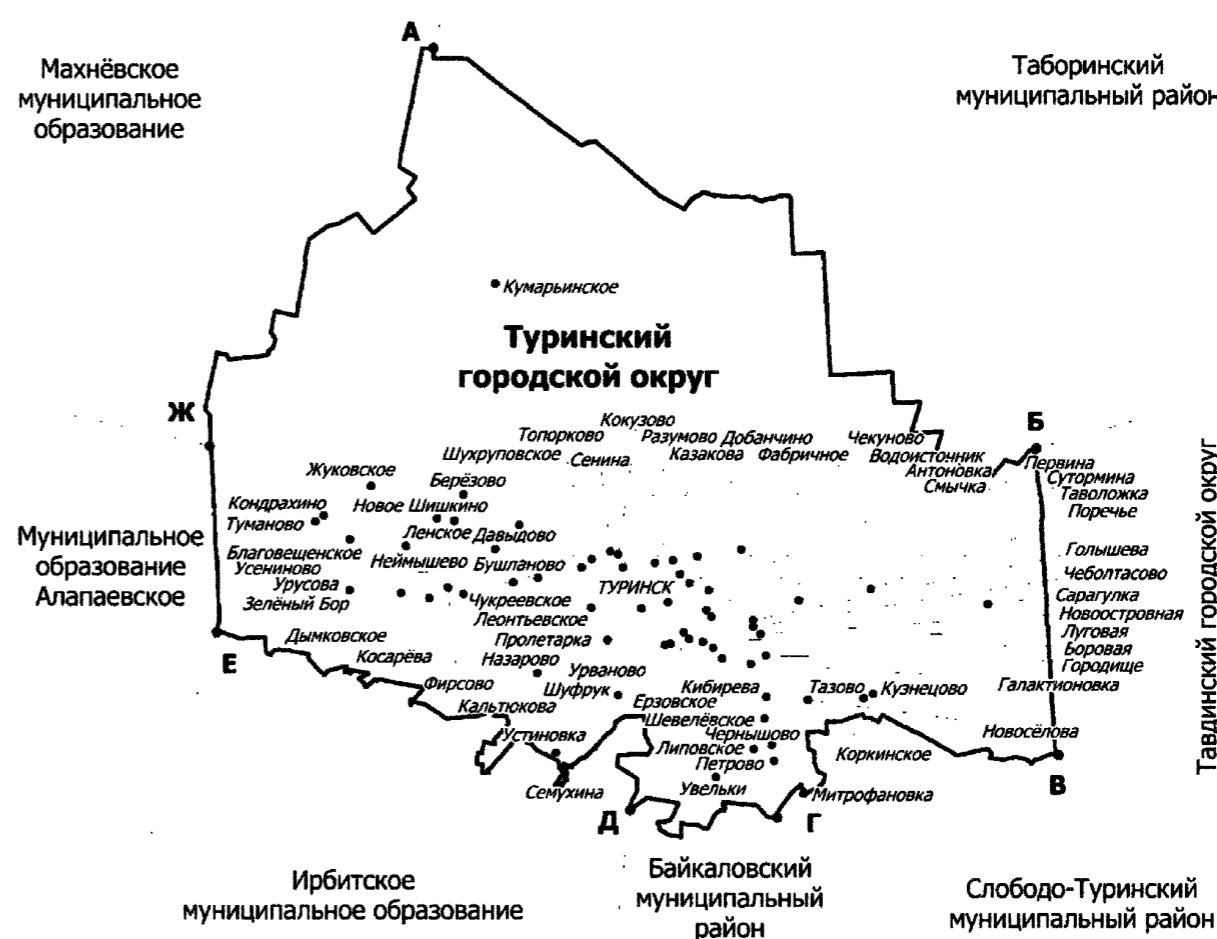 А
Махнёвское
муниципальное
образование
Таборинский
муниципальный район
Кумарьинское
Туринский
городской округ
Ж
Б
Кокузово
Топорково
Разумово
Добанчино
Чекуново
Шухруповское
Сенина
Казакова
Фабричное
Водоисточник
Антоновка
Смычка
Первина
Сутормина
Таволожка
Поречье
Жуковское
Берёзово
Кондрахино
Новое Шишкино
Туманово
Ленское
Давыдово
Благовещенское
Неймышево
Бушланово
Усениново
Урусова
Зелёный Бор
ТУРИНСК
Чукреевское
Леонтьевское
Пролетарка
Голышева
Чеболтасово
Сарагулка
Новоостровная
Луговая
Боровая
Городище
Галактионовка
Муниципальное
образование
Алапаевское
Тавдинский городской округ
Е
Дымковское
Косарёва
Назарово
Урваново
Фирсово
Шуфрук
Кибирева
Тазово
Кузнецово
Кальтюкова
Ерзовское
Шевелёвское
Устиновка
Чернышово
Новосёлова
Липовское
Коркинское
Петрово
Семухина
Увельки
Митрофановка
В
Д
Г
Ирбитское
муниципальное образование
Байкаловский
муниципальный
район
Слободо-Туринский
муниципальный район